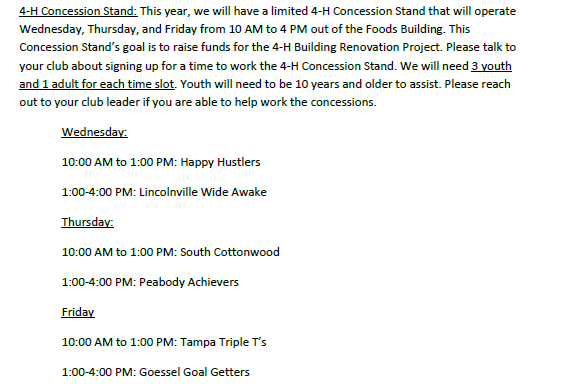 4-H Concession Stand: This year, we will have a limited 4-H Concession Stand that will operate
Wednesday, Thursday, and Friday from 10 AM to 4 PM out of the Foods Building. This
Concession Stand's goal is to raise funds for the 4-H Building Renovation Project. Please talk to
your club about signing up for a time to work the 4-H Concession Stand. We will need 3 youth
and 1 adult for each time slot. Youth will need to be 10 years and older to assist. Please reach
out to your club leader if you are able to help work the concessions.
Wednesday:
10:00 AM to 1:00 PM: Happy Hustlers
1:00-4:00 PM: Lincolnville Wide Awake
Thursday:
10:00 AM to 1:00 PM: South Cottonwood
1:00-4:00 PM: Peabody Achievers
Friday
10:00 AM to 1:00 PM: Tampa Triple T's
1:00-4:00 PM: Goessel Goal Getters